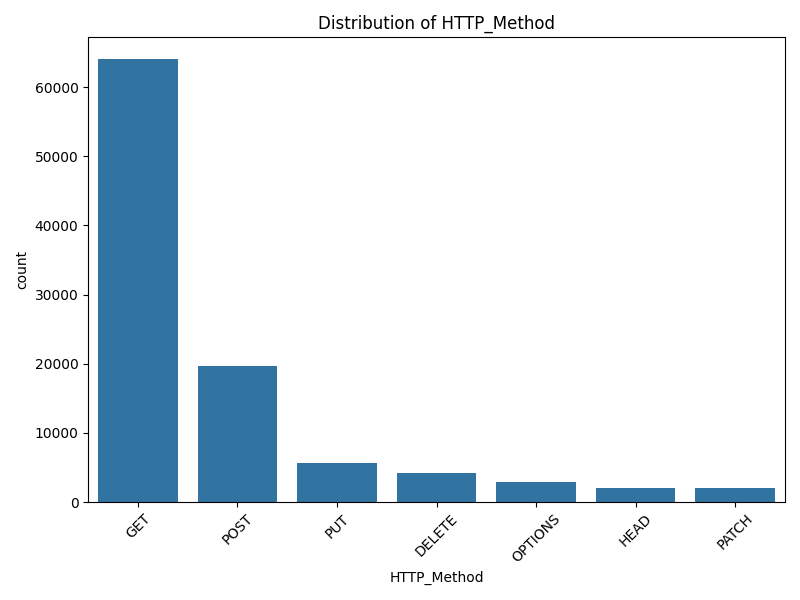 Distribution of HTTP_Method
60000
50000
40000
30000
20000
10000
0
count
GET
POST
PUT
DELETE
OPTIONS
HEAD
PATCH
HTTP_Method